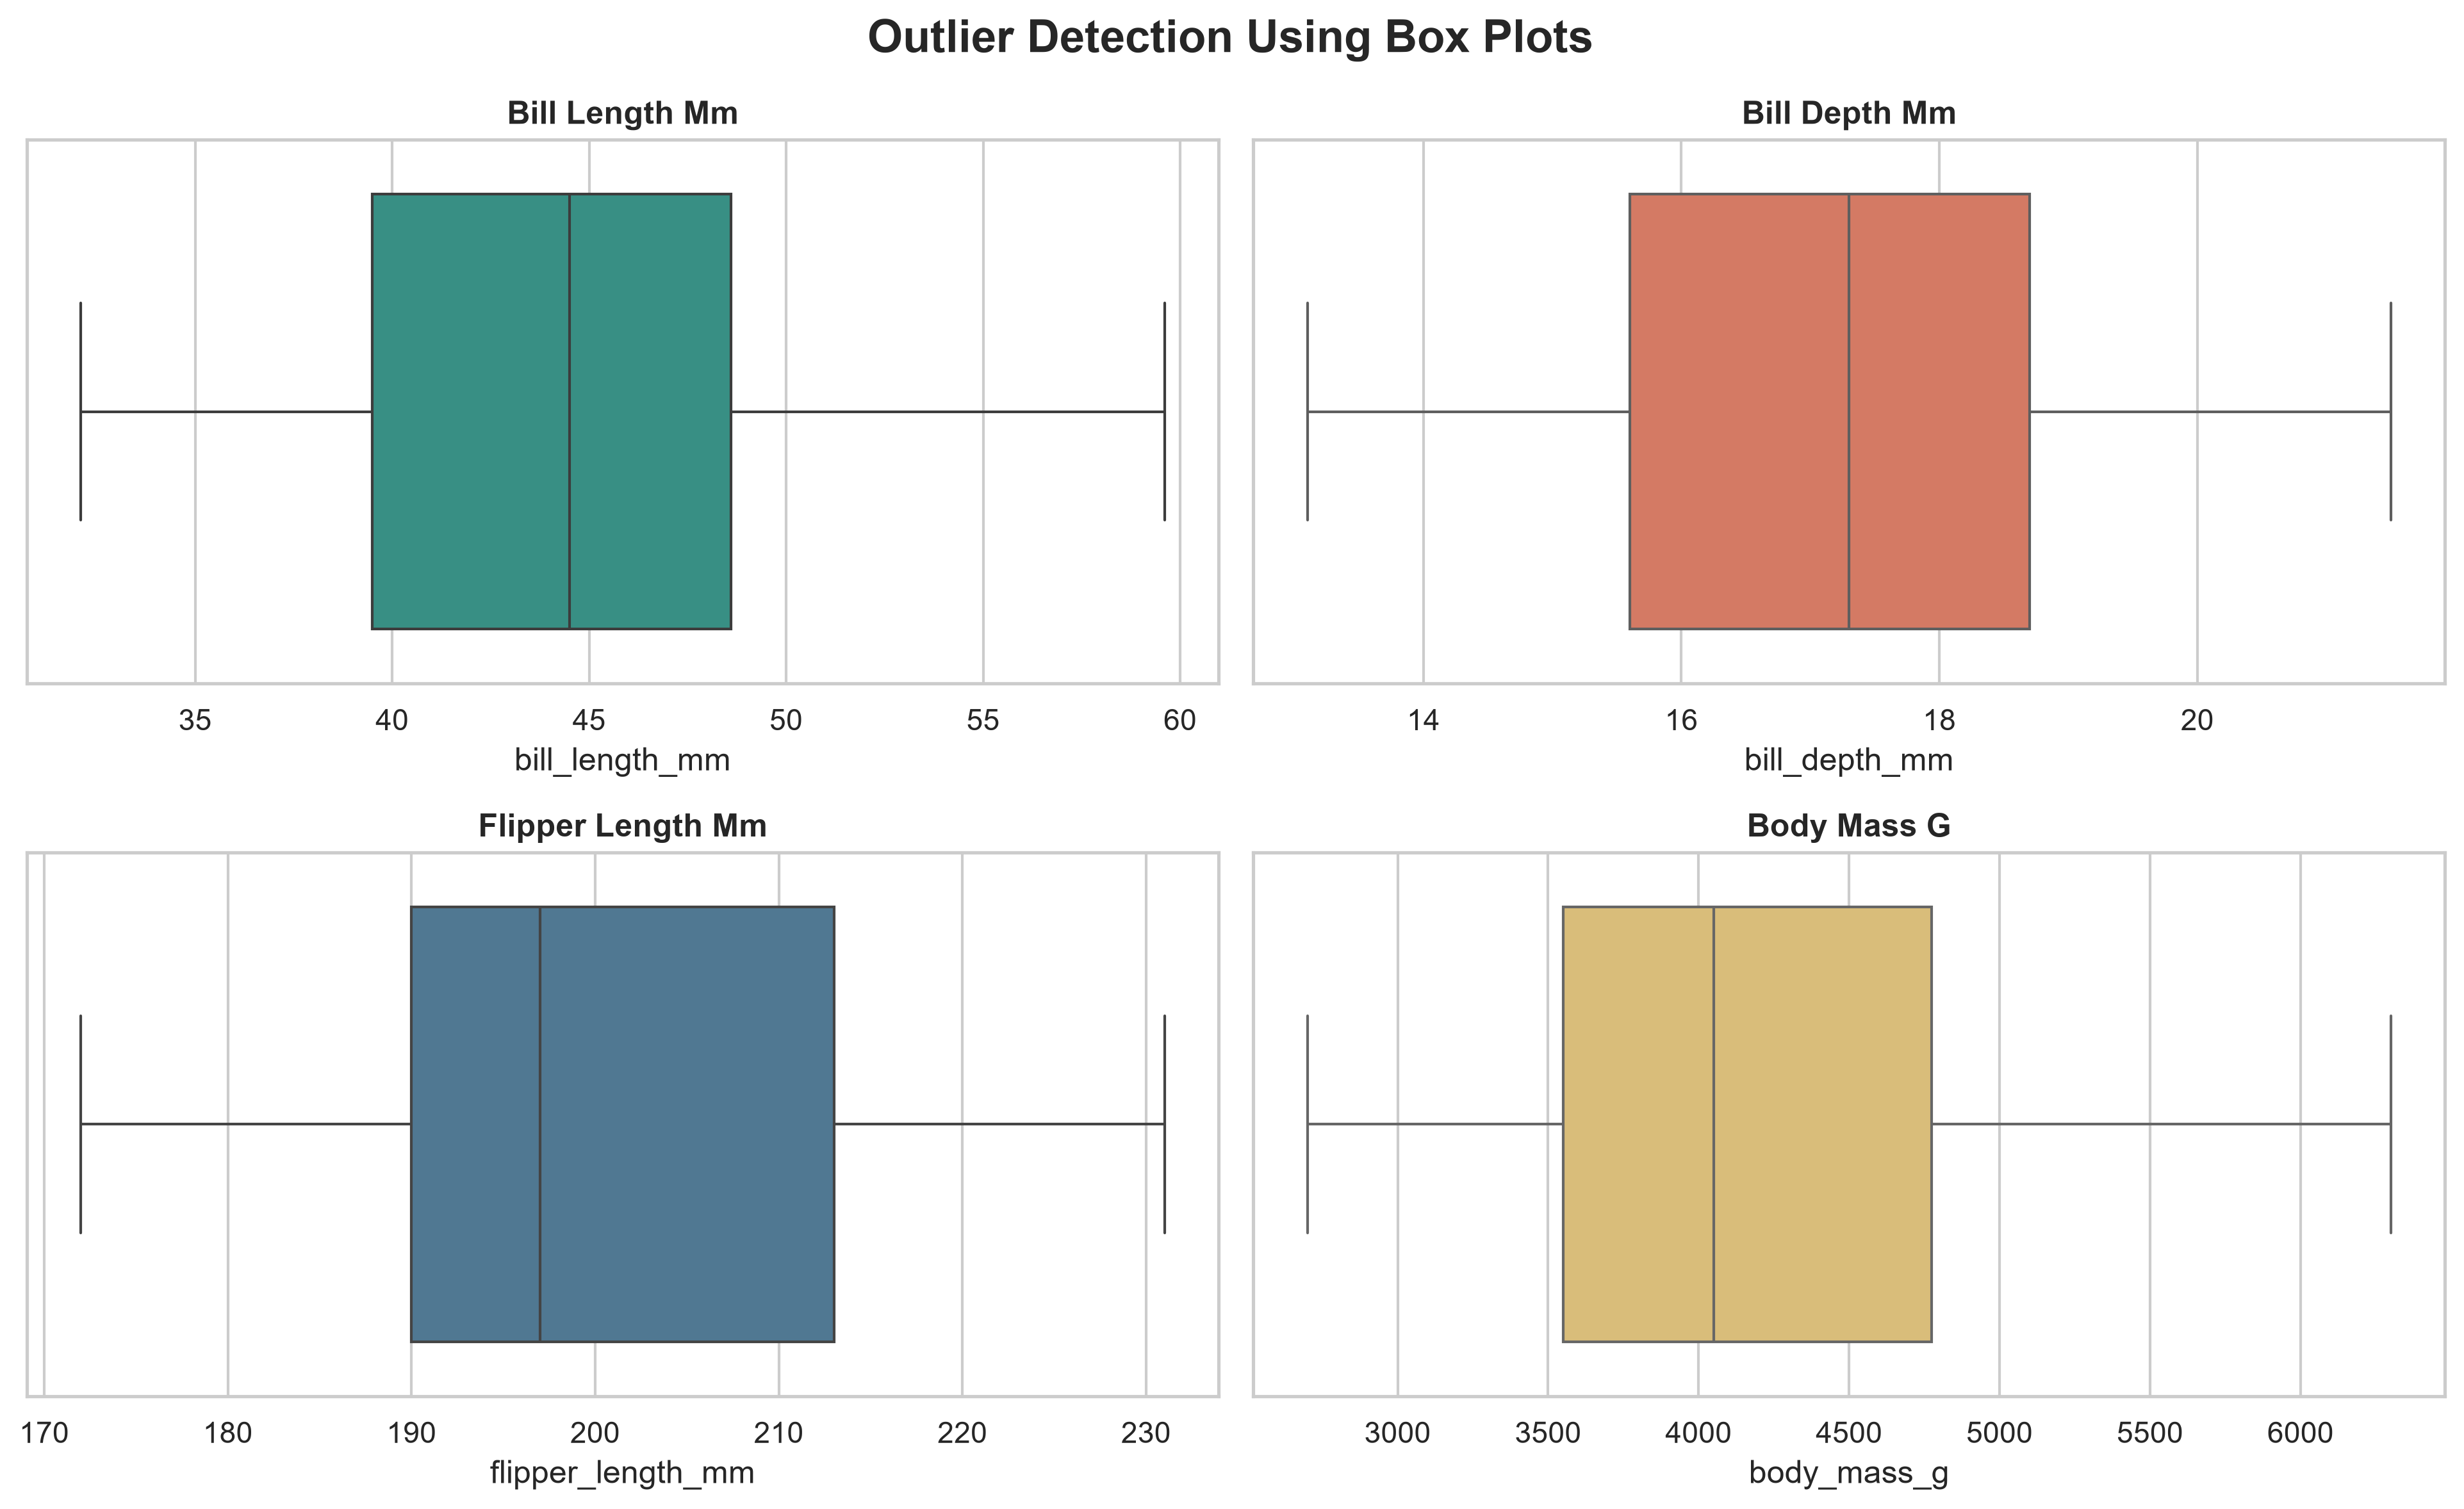 Outlier Detection Using Box Plots
Bill Length Mm
35 40 45 50 55 60
bill_length_mm
Bill Depth Mm
14 16 18 20
bill_depth_mm
Flipper Length Mm
170 180 190 200 210 220 230
flipper_length_mm
Body Mass G
3000 3500 4000 4500 5000 5500 6000
body_mass_g